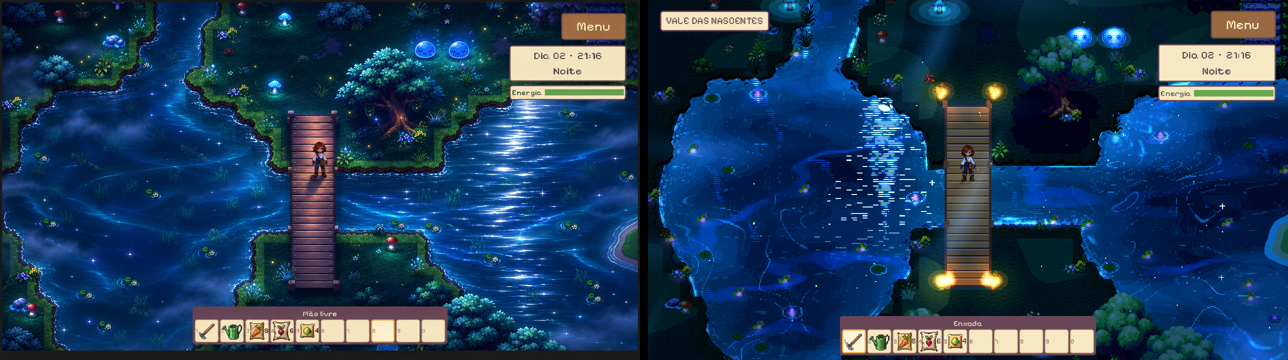 Menu
Dia 02 · 21:16
Noite
Energia
Mão livre
VALE DAS NASCENTES
Menu
Dia 02 · 21:16
Noite
Energia
Enxada